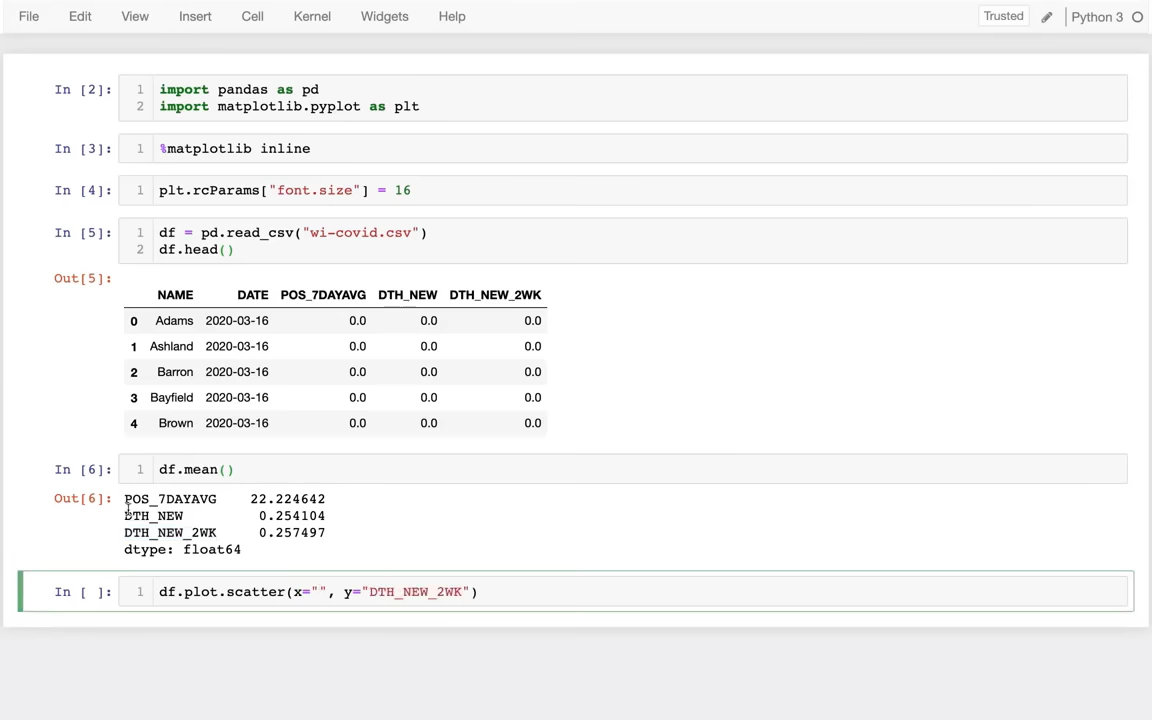 File Edit View Insert Cell Kernel Widgets Help Trusted Python 3
In [2]: 1 import pandas as pd
2 import matplotlib.pyplot as plt
In [3]: 1 %matplotlib inline
In [4]: 1 plt.rcParams["font.size"] = 16
In [5]: 1 df = pd.read_csv("wi-covid.csv")
2 df.head()
Out[5]:
NAME DATE POS_7DAYAVG DTH_NEW DTH_NEW_2WK
0 Adams 2020-03-16 0.0 0.0 0.0
1 Ashland 2020-03-16 0.0 0.0 0.0
2 Barron 2020-03-16 0.0 0.0 0.0
3 Bayfield 2020-03-16 0.0 0.0 0.0
4 Brown 2020-03-16 0.0 0.0 0.0
In [6]: 1 df.mean()
Out[6]: POS_7DAYAVG 22.224642
DTH_NEW 0.254104
DTH_NEW_2WK 0.257497
dtype: float64
In [ ]: 1 df.plot.scatter(x="", y="DTH_NEW_2WK")